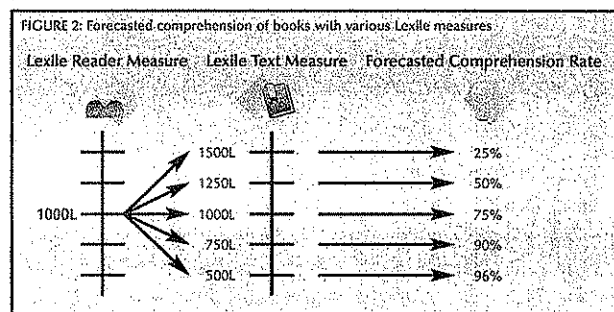 FIGURE 2: Forecasted comprehension of books with various Lexile measures
Lexile Reader Measure Lexile Text Measure Forecasted Comprehension Rate
1500L 25%
1250L 50%
1000L 1000L 75%
750L 90%
500L 96%